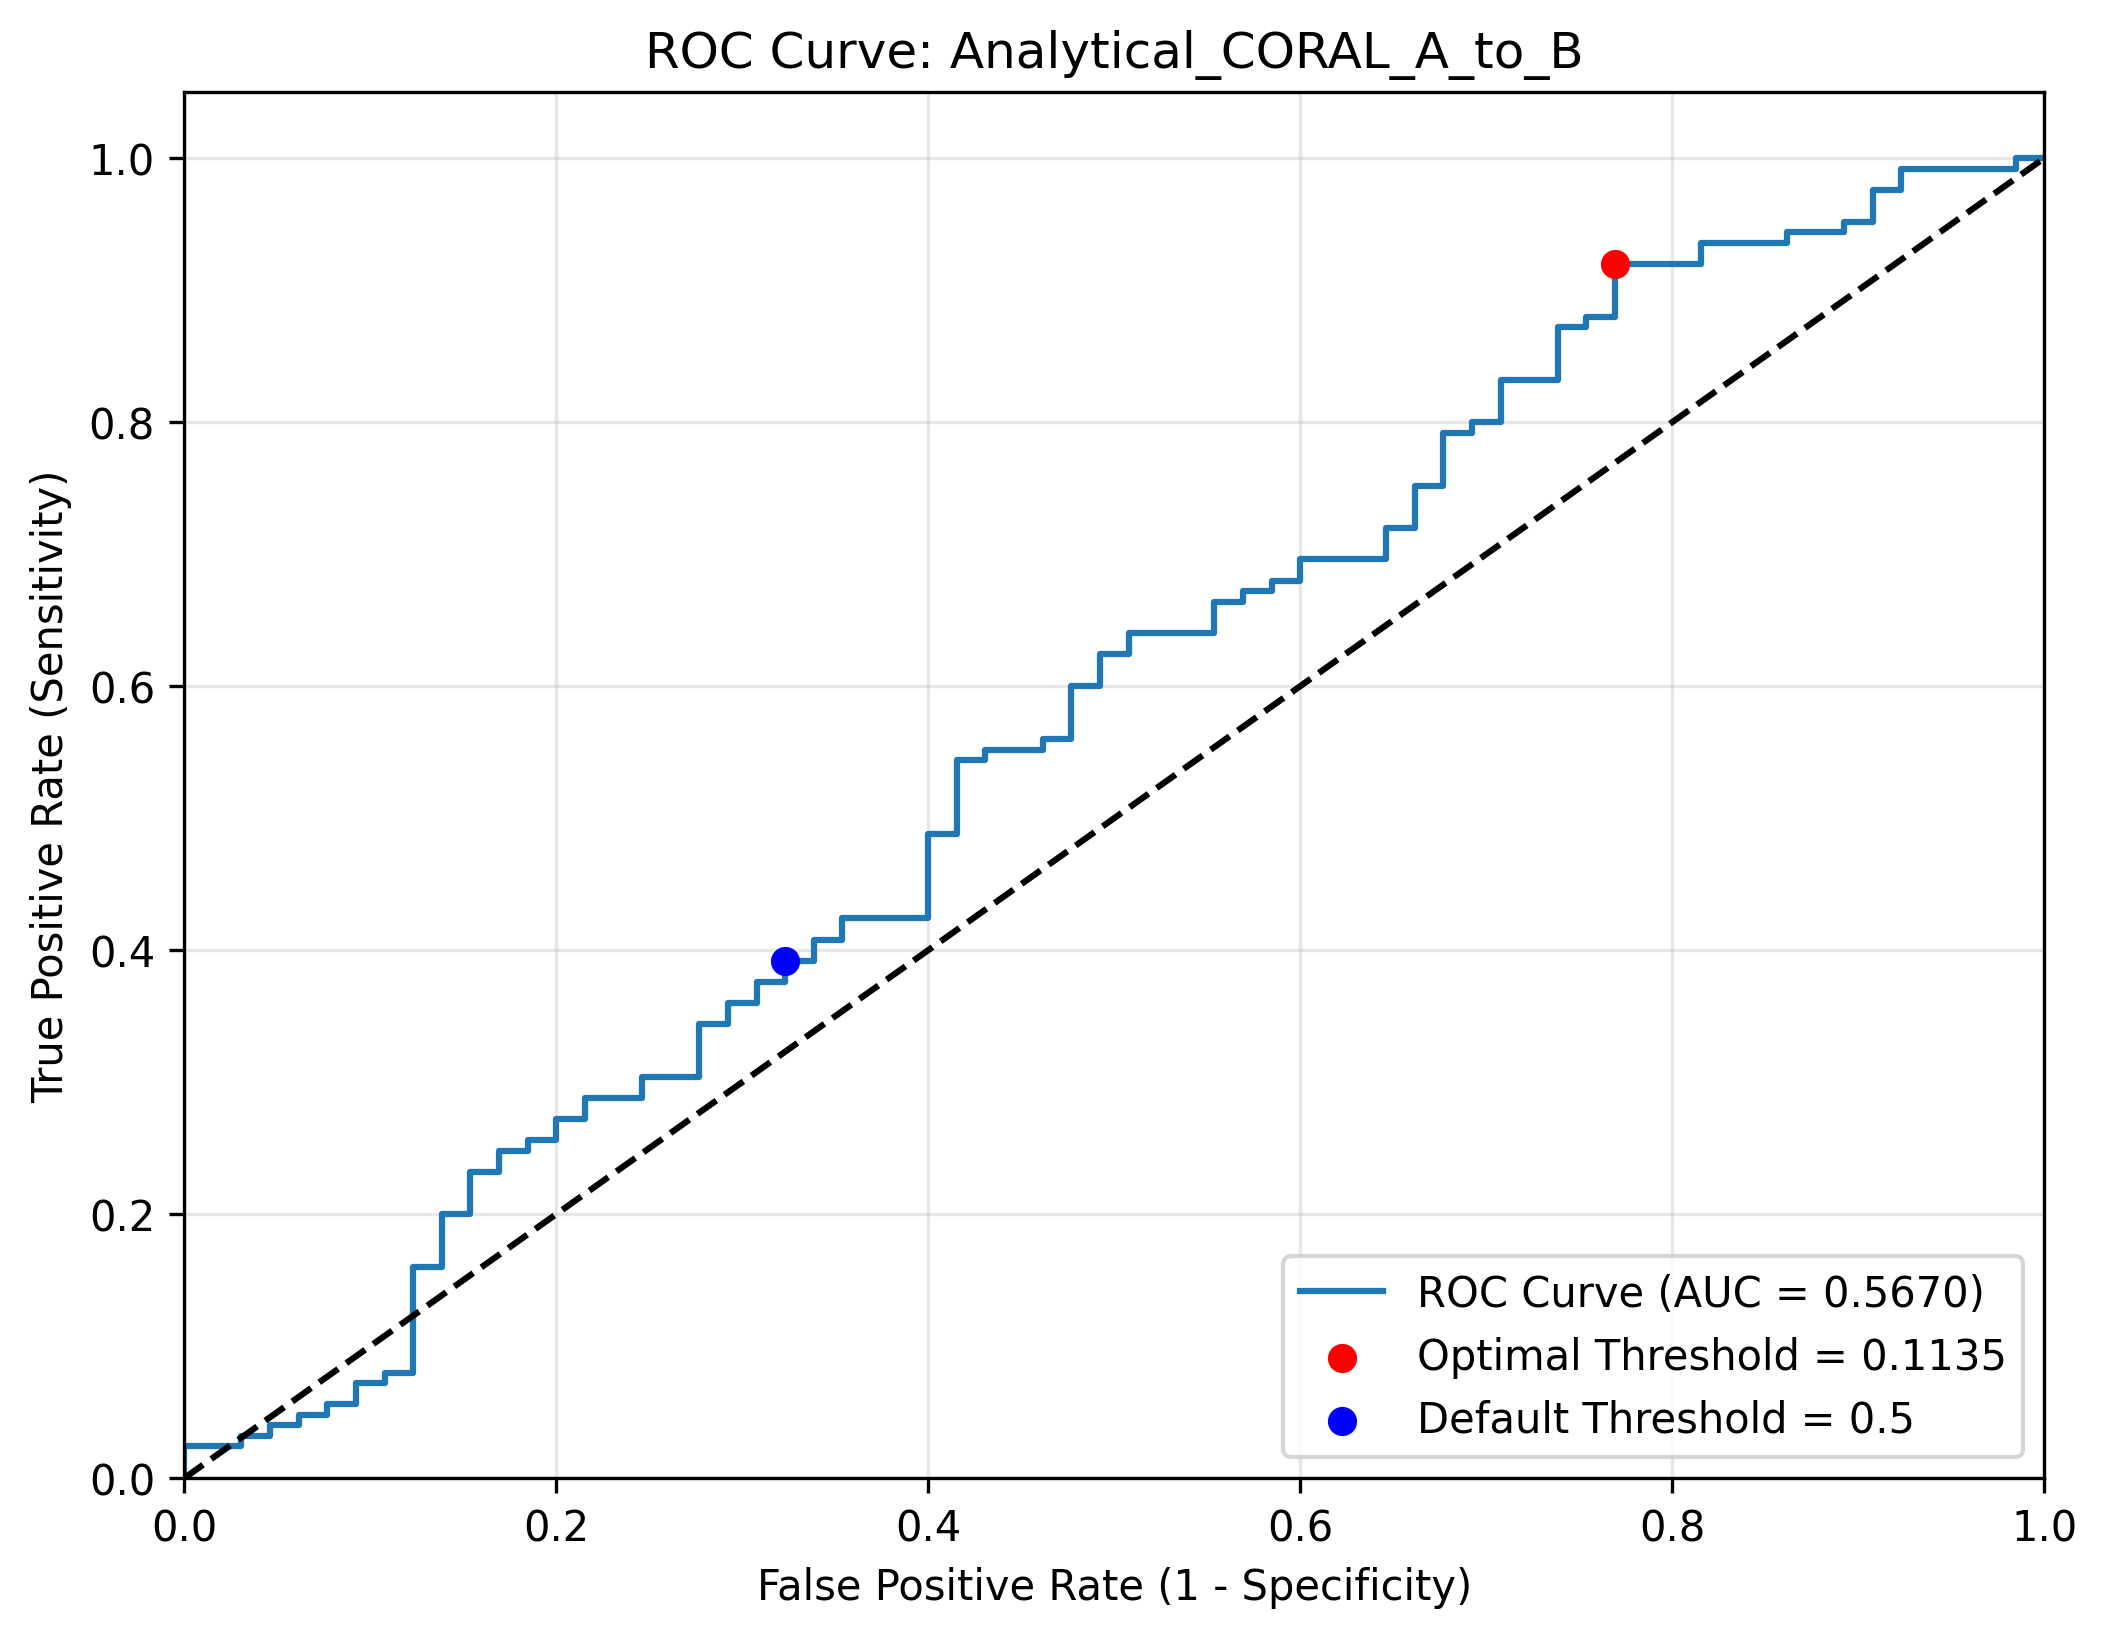 ROC Curve: Analytical_CORAL_A_to_B
True Positive Rate (Sensitivity)
1.0
0.8
0.6
0.4
0.2
0.0
0.0 0.2 0.4 0.6 0.8 1.0
False Positive Rate (1 - Specificity)
ROC Curve (AUC = 0.5670)
Optimal Threshold = 0.1135
Default Threshold = 0.5